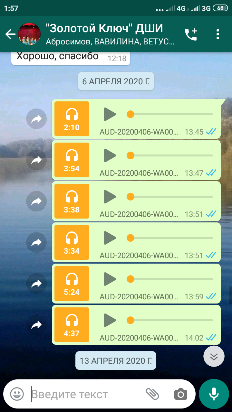 1:57
4G
3G
68
"Золотой Ключ" ДШИ
Абросимов, ВАВИЛИНА, ВЕТУС...
Хорошо, спасибо 12:18
6 АПРЕЛЯ 2020 Г.
2:10
AUD-20200406-WA00... 13:45
3:54
AUD-20200406-WA00... 13:47
3:38
AUD-20200406-WA00... 13:51
3:34
AUD-20200406-WA00... 13:51
5:24
AUD-20200406-WA00... 13:59
4:37
AUD-20200406-WA00... 14:02
13 АПРЕЛЯ 2020 Г.
Введите текст